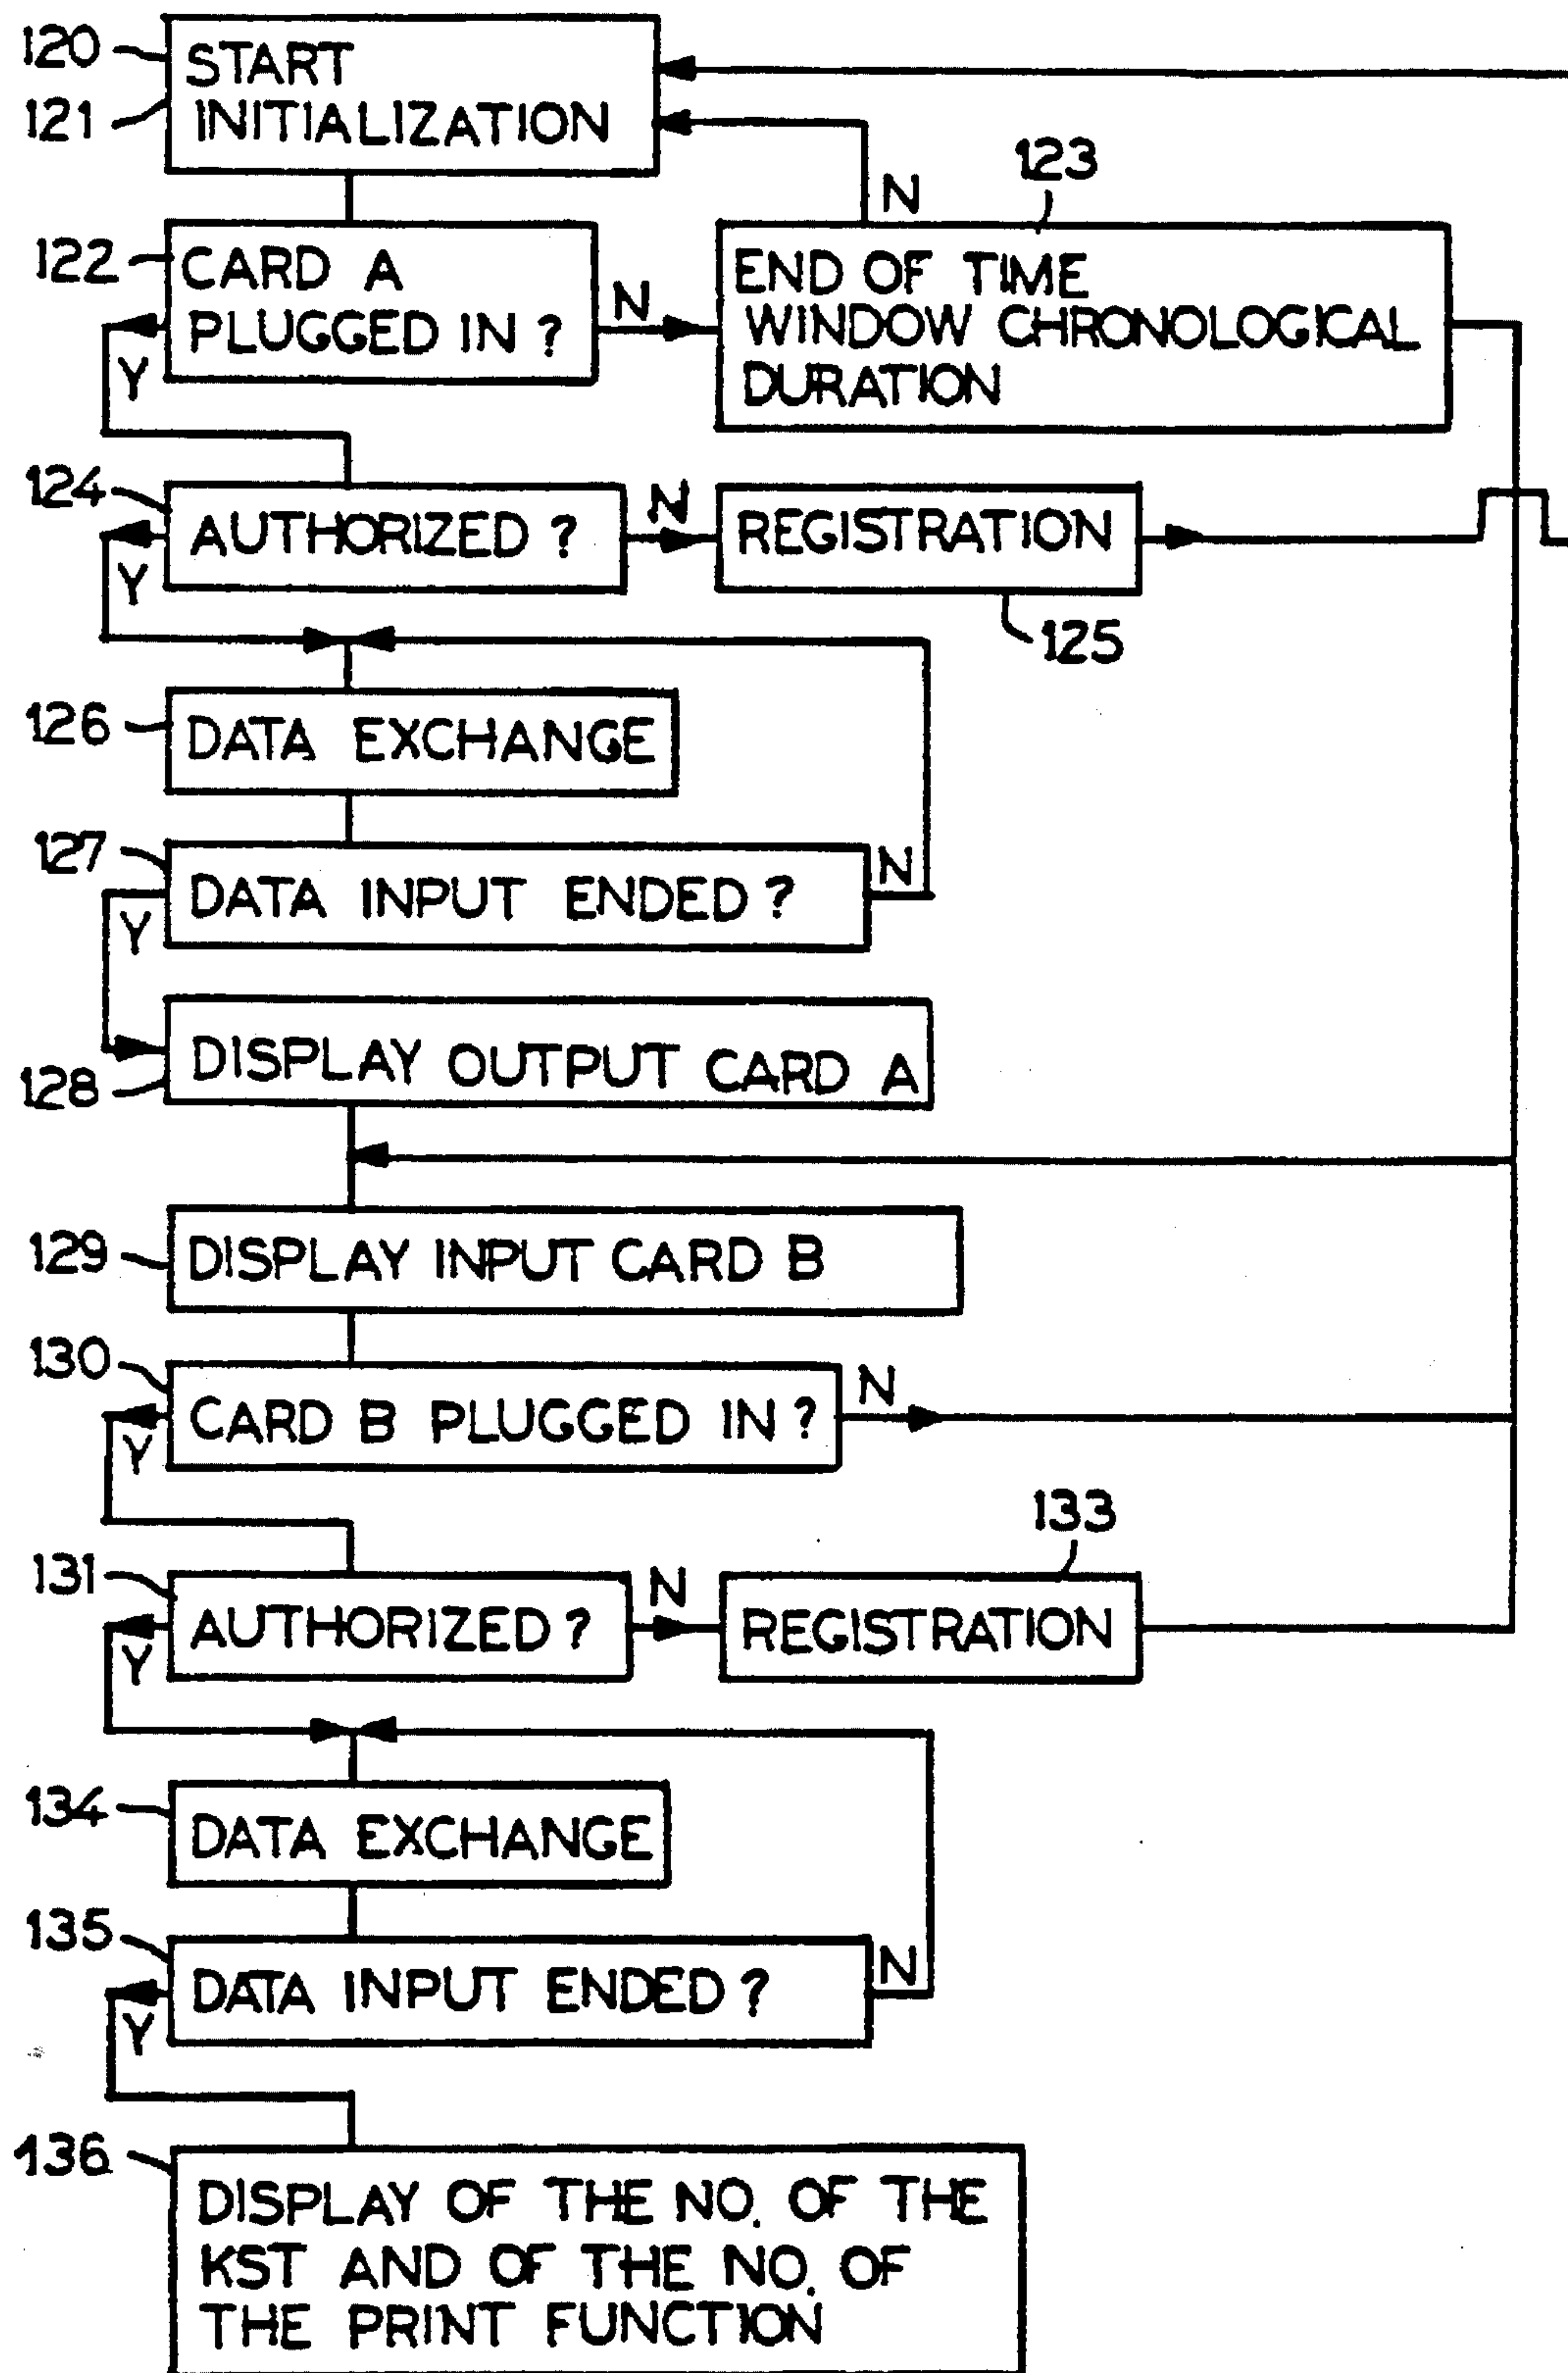 120
START
121
INITIALIZATION
123
N
122
CARD A
PLUGGED IN ?
N
Y
END OF TIME
WINDOW CHRONOLOGICAL
DURATION
124
AUTHORIZED ?
N
REGISTRATION
Y
125
126
DATA EXCHANGE
127
DATA INPUT ENDED ?
N
Y
DISPLAY OUTPUT CARD A
128
129
DISPLAY INPUT CARD B
130
CARD B PLUGGED IN ?
N
Y
133
131
AUTHORIZED ?
N
REGISTRATION
Y
134
DATA EXCHANGE
135
DATA INPUT ENDED ?
N
Y
136
DISPLAY OF THE NO. OF THE
KST AND OF THE NO. OF
THE PRINT FUNCTION